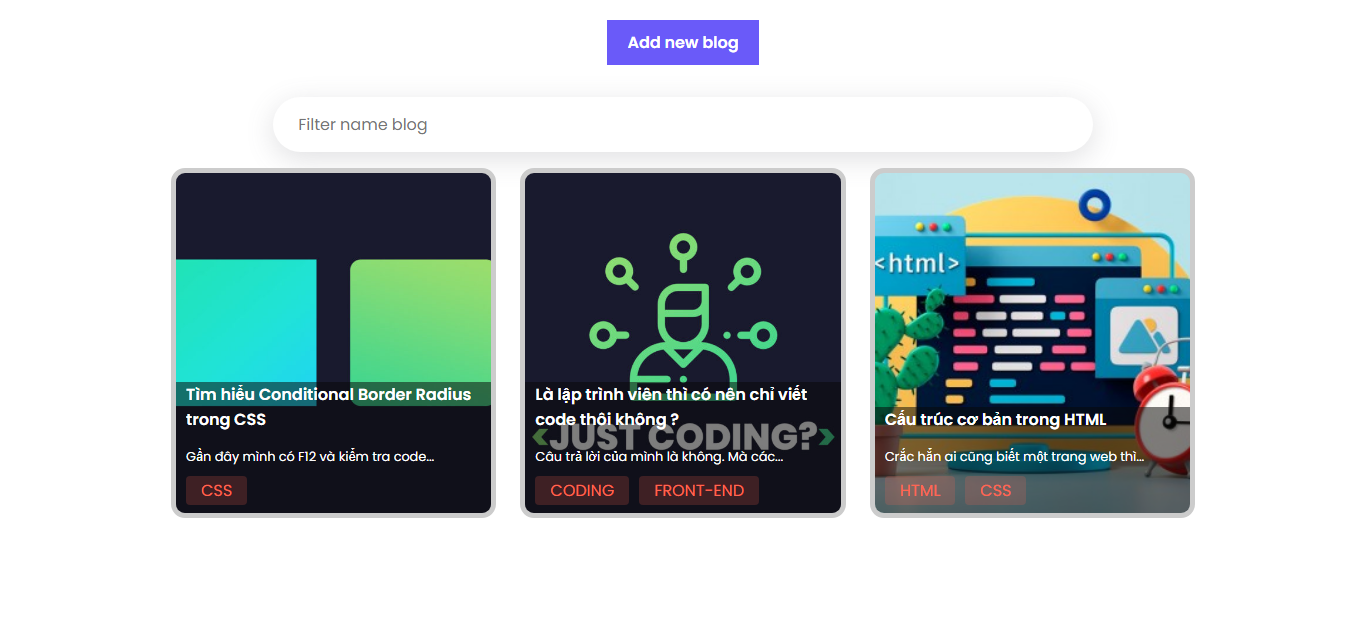 Add new blog
Filter name blog
Tìm hiểu Conditional Border Radius
trong CSS
Gần đây mình có F12 và kiểm tra code...
CSS
Là lập trình viên thì có nên chỉ viết
code thôi không ?
<JUST CODING?>
Câu trả lời của mình là không. Mà các...
CODING
FRONT-END
<html>
Cấu trúc cơ bản trong HTML
Crắc hẳn ai cũng biết một trang web thì...
HTML
CSS